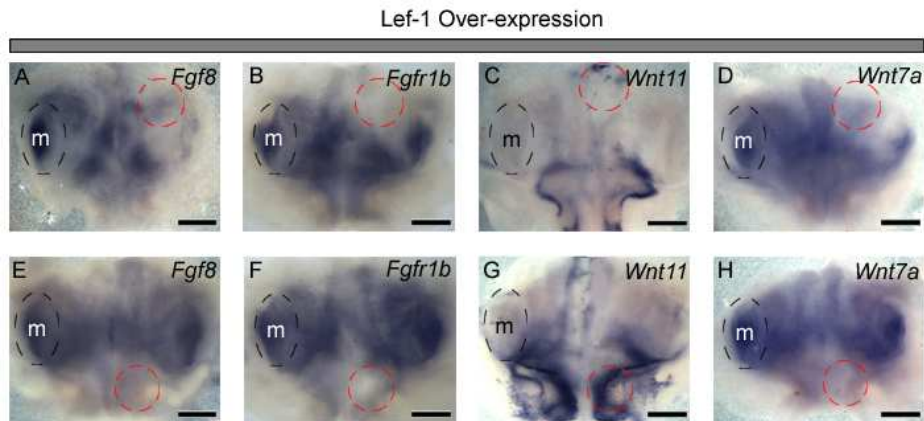 Lef-1 Over-expression
A Fgf8 B Fgfr1b C Wnt11 D Wnt7a
m m m m
E Fgf8 F Fgfr1b G Wnt11 H Wnt7a
m m m m